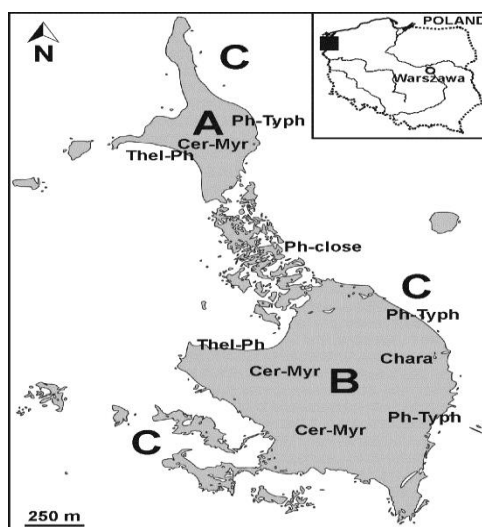 N
POLAND
Warszawa
C
A
Ph-Typh
Cer-Myr
Thel-Ph
Ph-close
C
Ph-Typh
Thel-Ph
Chara
Cer-Myr
B
Ph-Typh
Cer-Myr
C
250 m